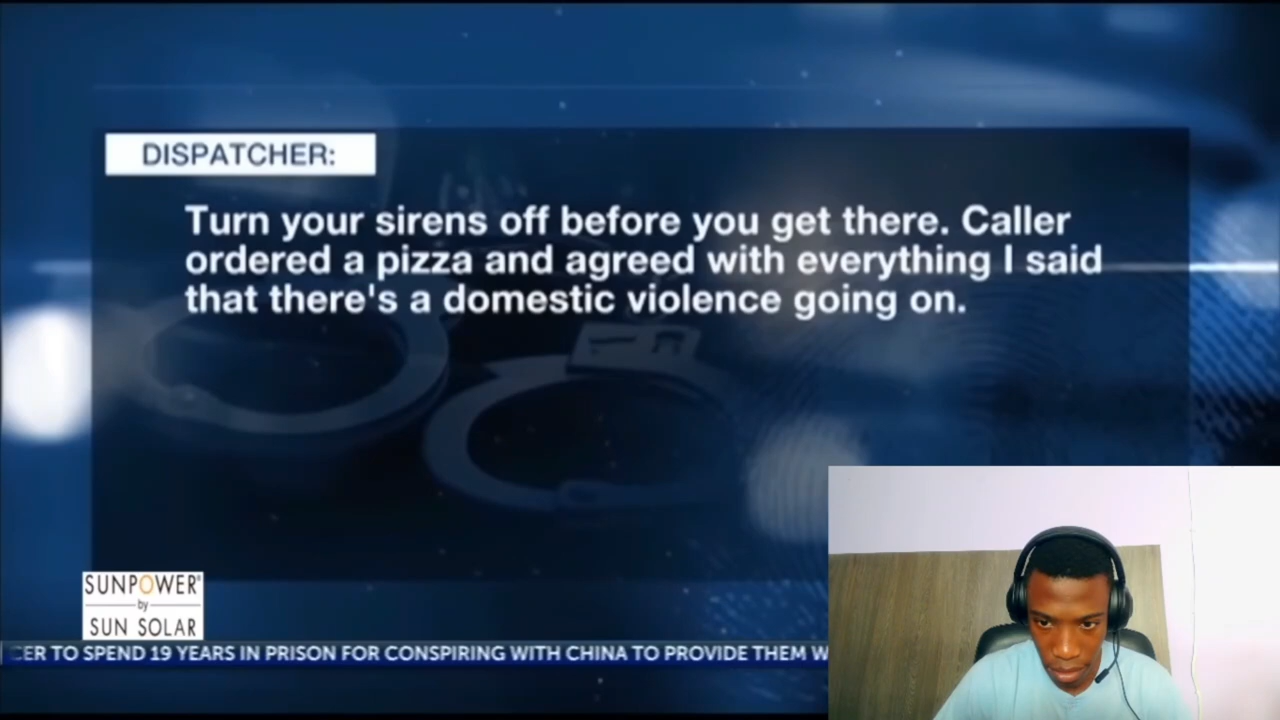 DISPATCHER:
Turn your sirens off before you get there. Caller
ordered a pizza and agreed with everything I said
that there's a domestic violence going on.
SUNPOWER®
by
SUN SOLAR
CER TO SPEND 19 YEARS IN PRISON FOR CONSPIRING WITH CHINA TO PROVIDE THEM W